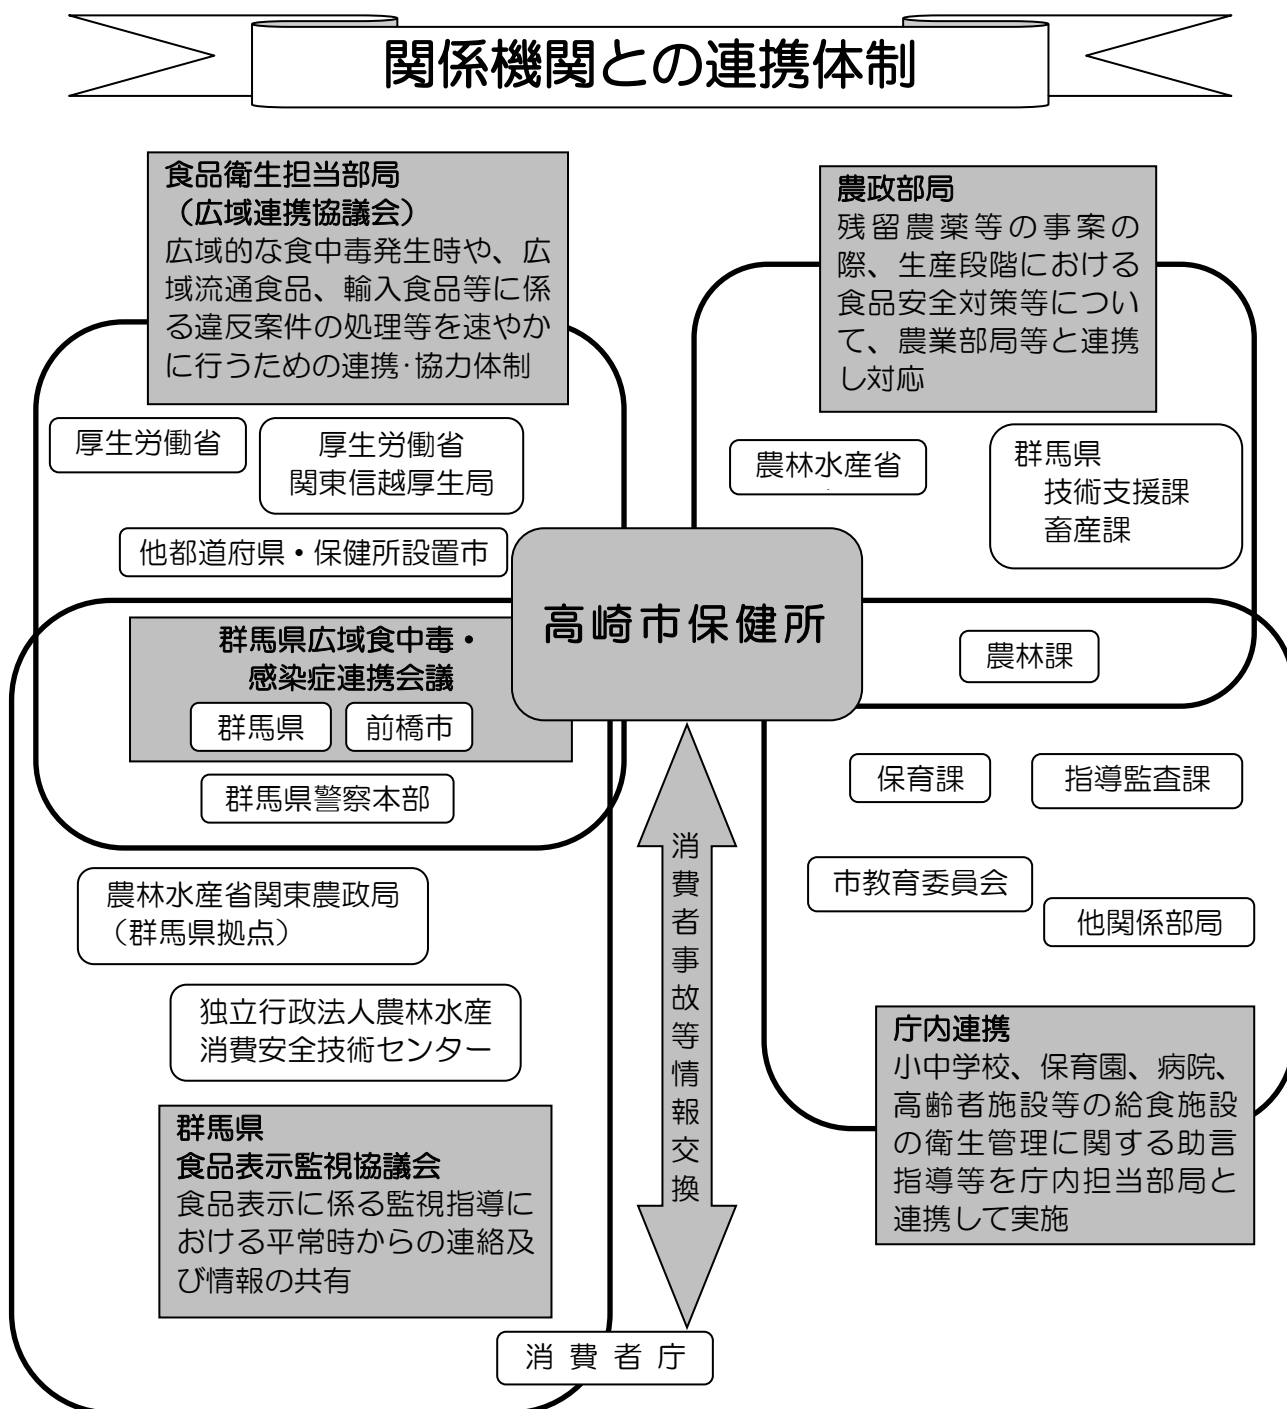 関係機関との連携体制
食品衛生担当部局
（広域連携協議会）
広域的な食中毒発生時や、広
域流通食品、輸入食品等に係
る違反案件の処理等を速やか
に行うための連携・協力体制
農政部局
残留農薬等の事案の
際、生産段階における
食品安全対策等につい
て、農業部局等と連携
し対応
厚生労働省
厚生労働省
関東信越厚生局
他都道府県・保健所設置市
農林水産省
群馬県
技術支援課
畜産課
高崎市保健所
群馬県広域食中毒・
感染症連携会議
群馬県
前橋市
群馬県警察本部
農林課
保育課
指導監査課
市教育委員会
他関係部局
農林水産省関東農政局
（群馬県拠点）
独立行政法人農林水産
消費安全技術センター
消費者事故等情報交換
庁内連携
小中学校、保育園、病院、
高齢者施設等の給食施設
の衛生管理に関する助言
指導等を庁内担当部局と
連携して実施
群馬県
食品表示監視協議会
食品表示に係る監視指導に
おける平常時からの連絡及
び情報の共有
消費者庁